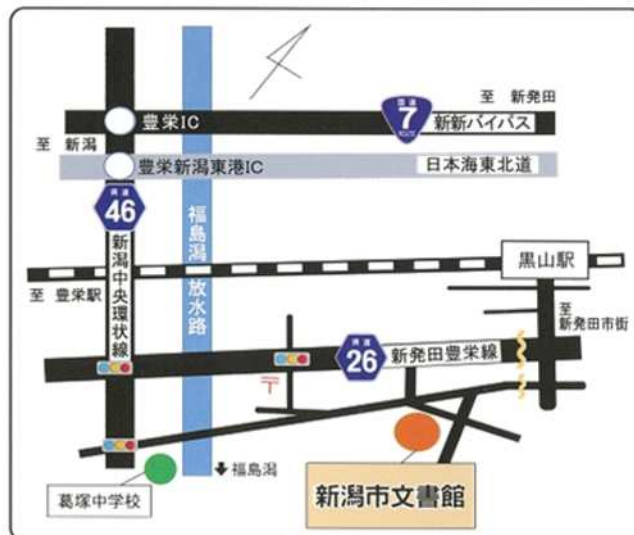 至 新発田
国道
7
ROUTE
新新バイパス
豊栄IC
至 新潟
豊栄新潟東港IC
日本海東北道
県道
46
新潟中央環状線
福島潟放水路
黒山駅
至 豊栄駅
至
新発田市街
県道
26
新発田豊栄線
〒
葛塚中学校
福島潟
新潟市文書館